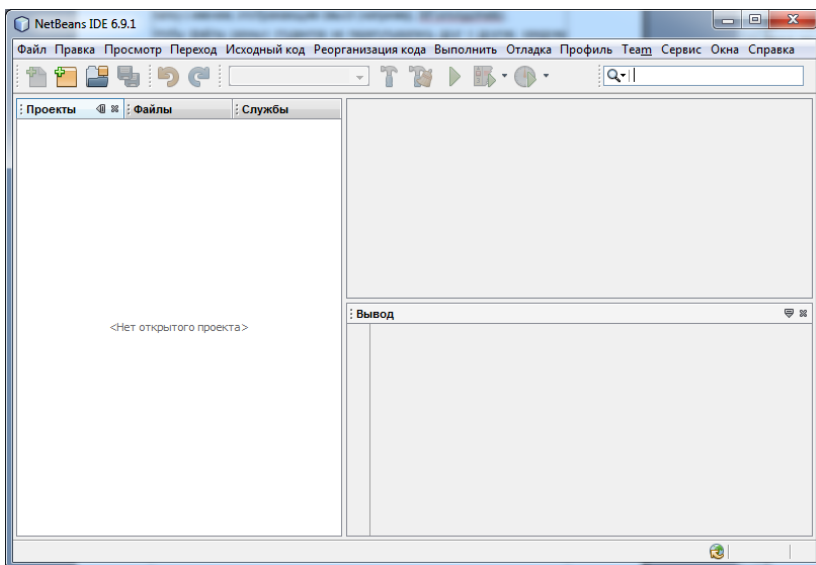 NetBeans IDE 6.9.1
Файл Правка Просмотр Переход Исходный код Реорганизация кода Выполнить Отладка Профиль Team Сервис Окна Справка
Проекты Файлы Службы
<Нет открытого проекта>
Вывод